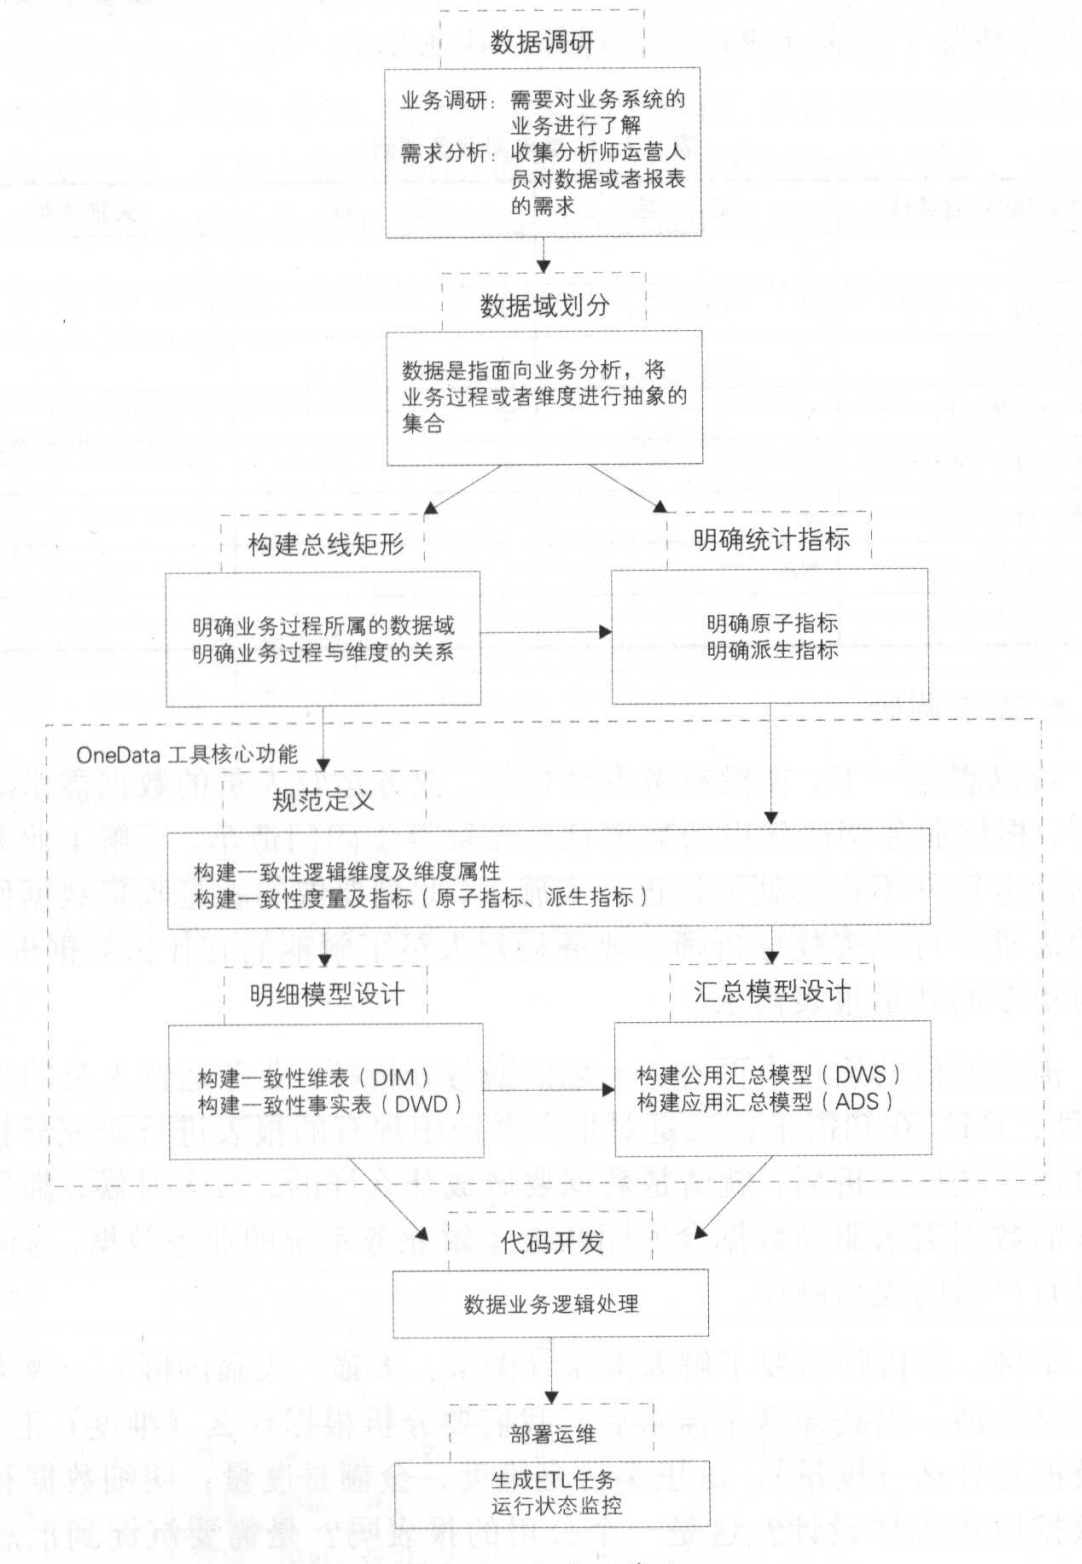 数据调研
业务调研：需要对业务系统的
业务进行了解
需求分析：收集分析师运营人
员对数据或者报表
的需求
数据域划分
数据是指面向业务分析，将
业务过程或者维度进行抽象的
集合
构建总线矩形
明确业务过程所属的数据域
明确业务过程与维度的关系
明确统计指标
明确原子指标
明确派生指标
OneData 工具核心功能
规范定义
构建一致性逻辑维度及维度属性
构建一致性度量及指标（原子指标、派生指标）
明细模型设计
构建一致性维表（DIM）
构建一致性事实表（DWD）
汇总模型设计
构建公用汇总模型（DWS）
构建应用汇总模型（ADS）
代码开发
数据业务逻辑处理
部署运维
生成ETL任务
运行状态监控